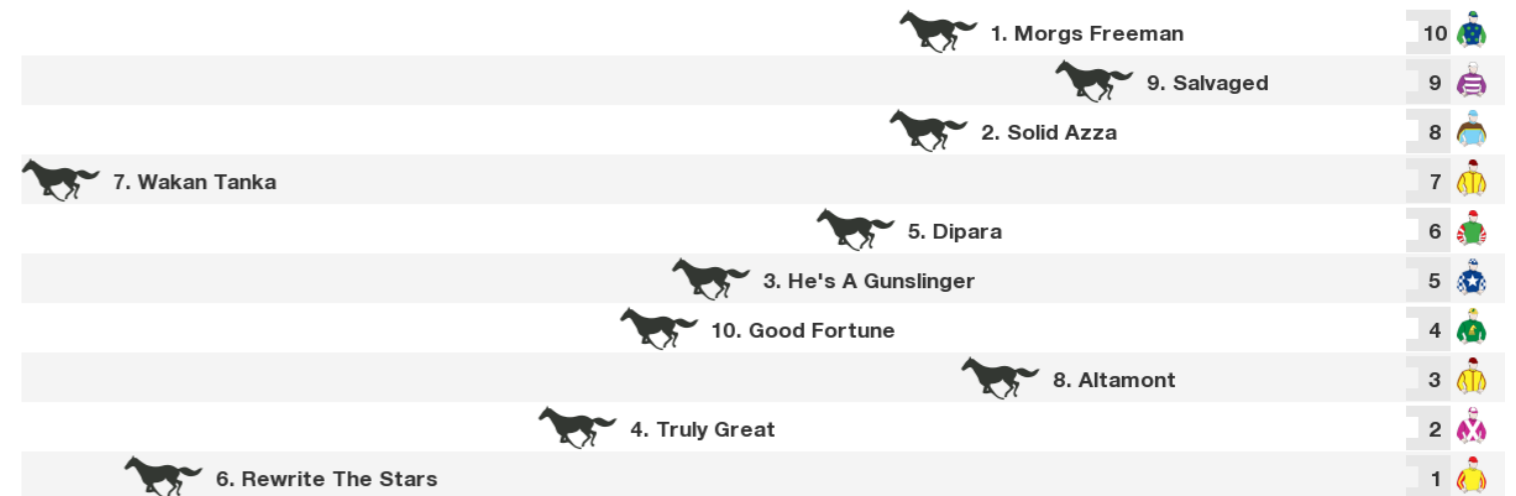 1. Morgs Freeman 10
9. Salvaged 9
2. Solid Azza 8
7. Wakan Tanka 7
5. Dipara 6
3. He's A Gunslinger 5
10. Good Fortune 4
8. Altamont 3
4. Truly Great 2
6. Rewrite The Stars 1